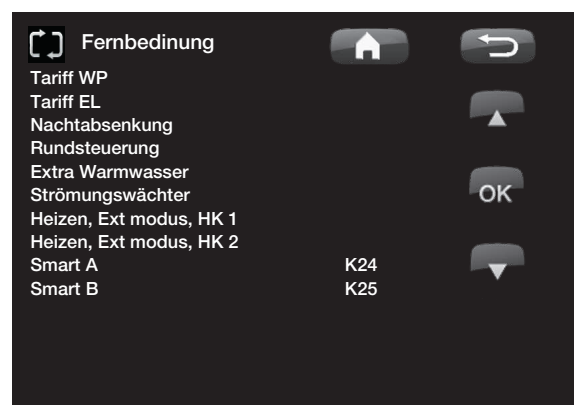 Fernbedinung
Tariff WP
Tariff EL
Nachtabsenkung
Rundsteuerung
Extra Warmwasser
Strömungswächter
OK
Heizen, Ext modus, HK 1
Heizen, Ext modus, HK 2
Smart A K24
Smart B K25